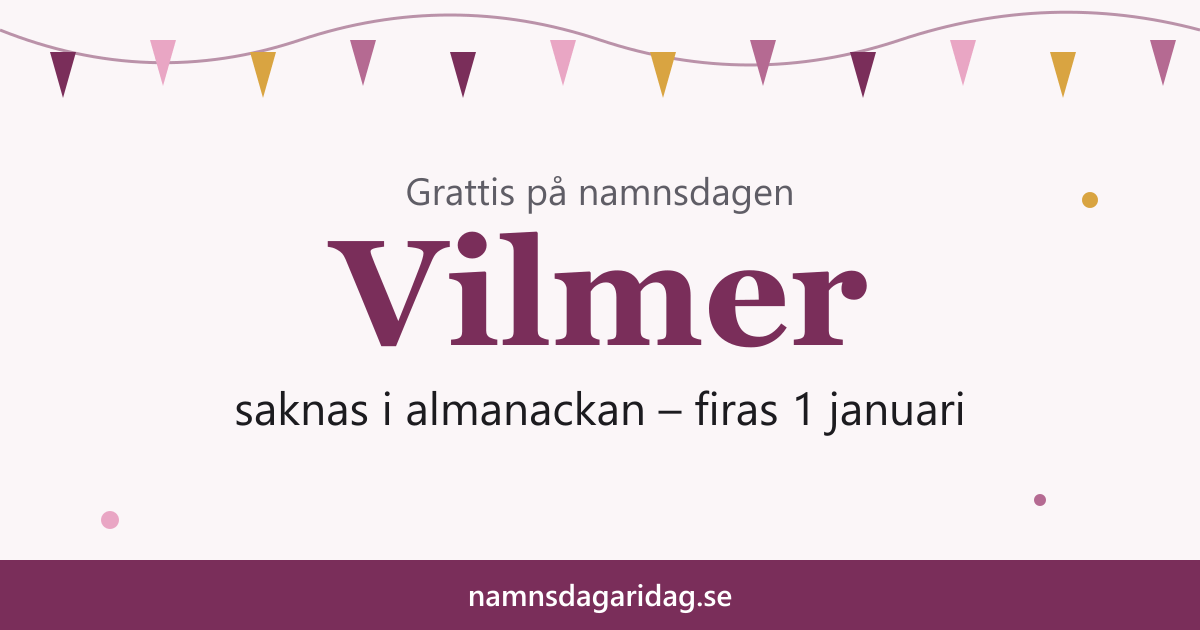 Grattis på namnsdagen
Vilmer
saknas i almanackan – firas 1 januari
namnsdagaridag.se